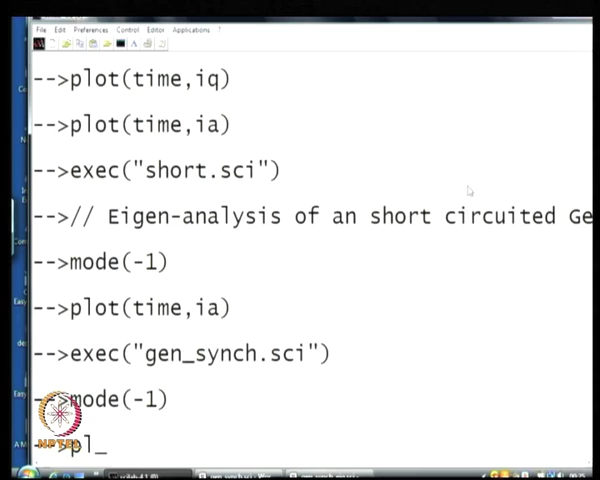 File Edit Preferences Control Editor Applications ?
-->plot(time,iq)
-->plot(time,ia)
-->exec("short.sci")
-->// Eigen-analysis of an short circuited Ge
-->mode(-1)
-->plot(time,ia)
-->exec("gen_synch.sci")
-->mode(-1)
-->pl_
NPTEL